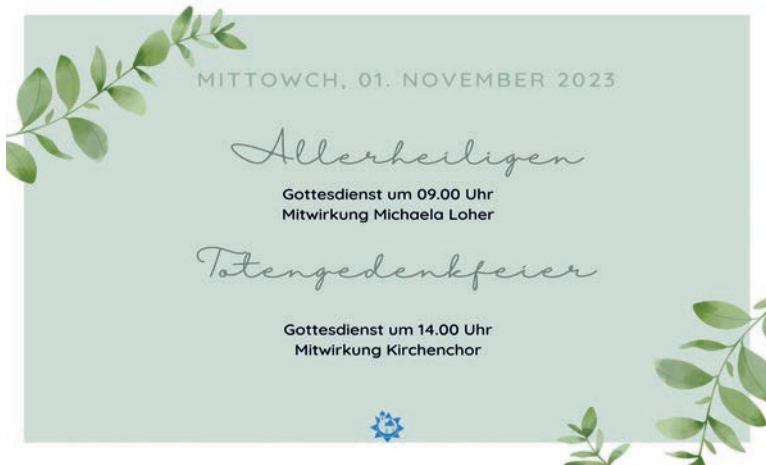 MITTOWCH, 01. NOVEMBER 2023
Allerheiligen
Gottesdienst um 09.00 Uhr
Mitwirkung Michaela Loher
Totengedenkfeier
Gottesdienst um 14.00 Uhr
Mitwirkung Kirchenchor